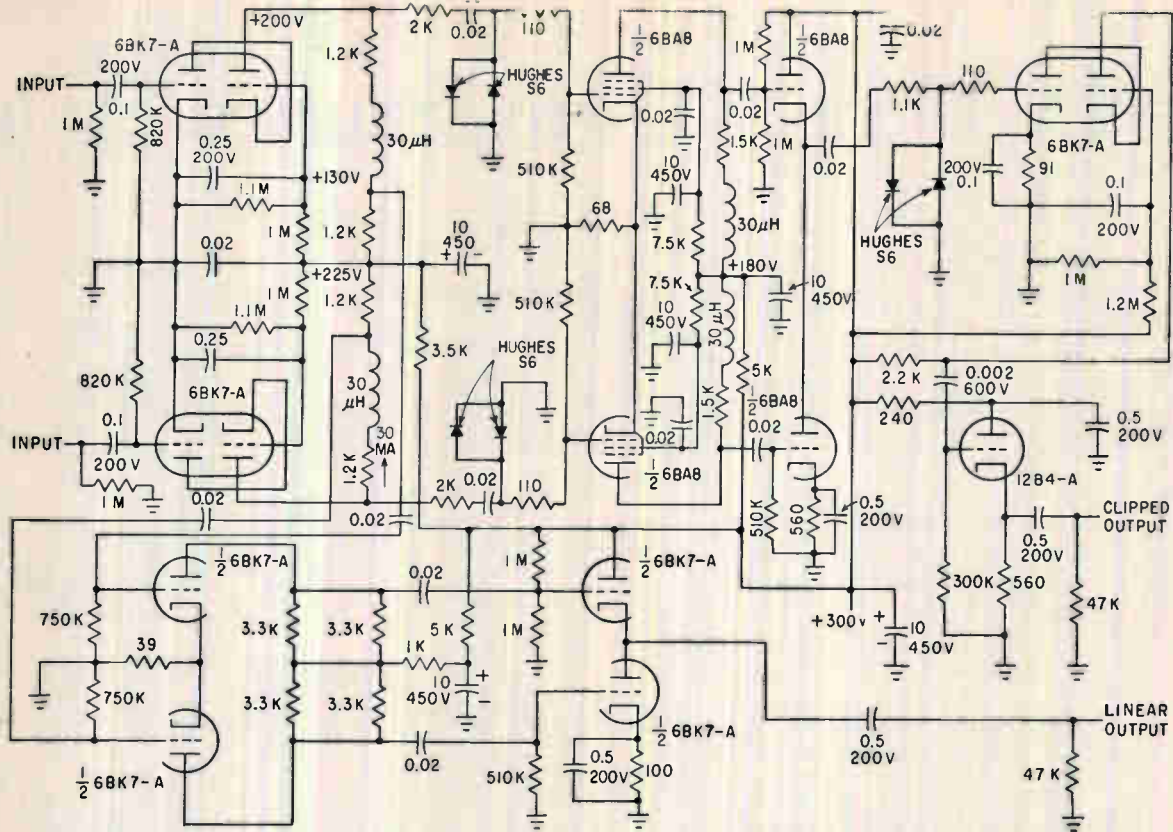 +200V
2K
0.02
110
½ 6BA8
1M
½ 6BA8
0.02
6BK7-A
1.2K
INPUT
200V
0.1
HUGHES
S6
0.02
0.02
1.1K
110
1M
820K
0.25
200V
30μH
1.5K
1M
0.02
6BK7-A
+130V
510K
10
450V
200V
0.1
91
0.1
200V
1.1M
1M
1.2K
68
7.5K
30μH
HUGHES
S6
0.02
10
+ 450 -
+180V
1M
+225V
1M
1.2K
7.5K
10
450V
1.2M
1.1M
510K
10
450V
30μH
0.25
3.5K
HUGHES
S6
5K
2.2K
0.002
600V
820K
6BK7-A
30
μH
1.5K
½ 6BA8
240
0.02
0.5
200V
INPUT
0.1
200V
30
MA
0.02
½ 6BA8
12B4-A
1M
1.2K
2K
0.02
110
510K
560
0.5
200V
CLIPPED
OUTPUT
0.02
0.02
0.5
200V
½ 6BK7-A
0.02
1M
½ 6BK7-A
300K
560
47K
750K
3.3K
3.3K
5K
1M
+300V
+
10
450V
-
39
1K
10
450V
+
-
750K
3.3K
3.3K
LINEAR
OUTPUT
½ 6BK7-A
0.5
200V
½ 6BK7-A
0.02
510K
0.5
200V
100
47K